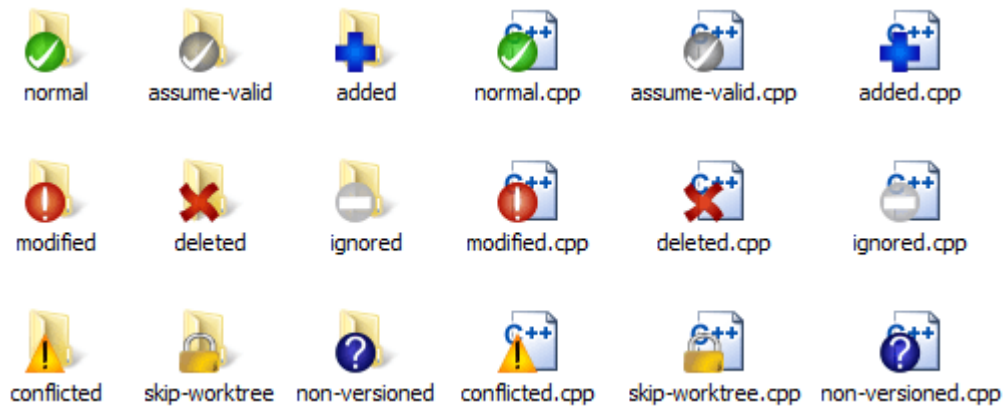 C++ C++ C++
normal assume-valid added normal.cpp assume-valid.cpp added.cpp
C++ C++ C++
modified deleted ignored modified.cpp deleted.cpp ignored.cpp
C++ C++ C++
conflicted skip-worktree non-versioned conflicted.cpp skip-worktree.cpp non-versioned.cpp